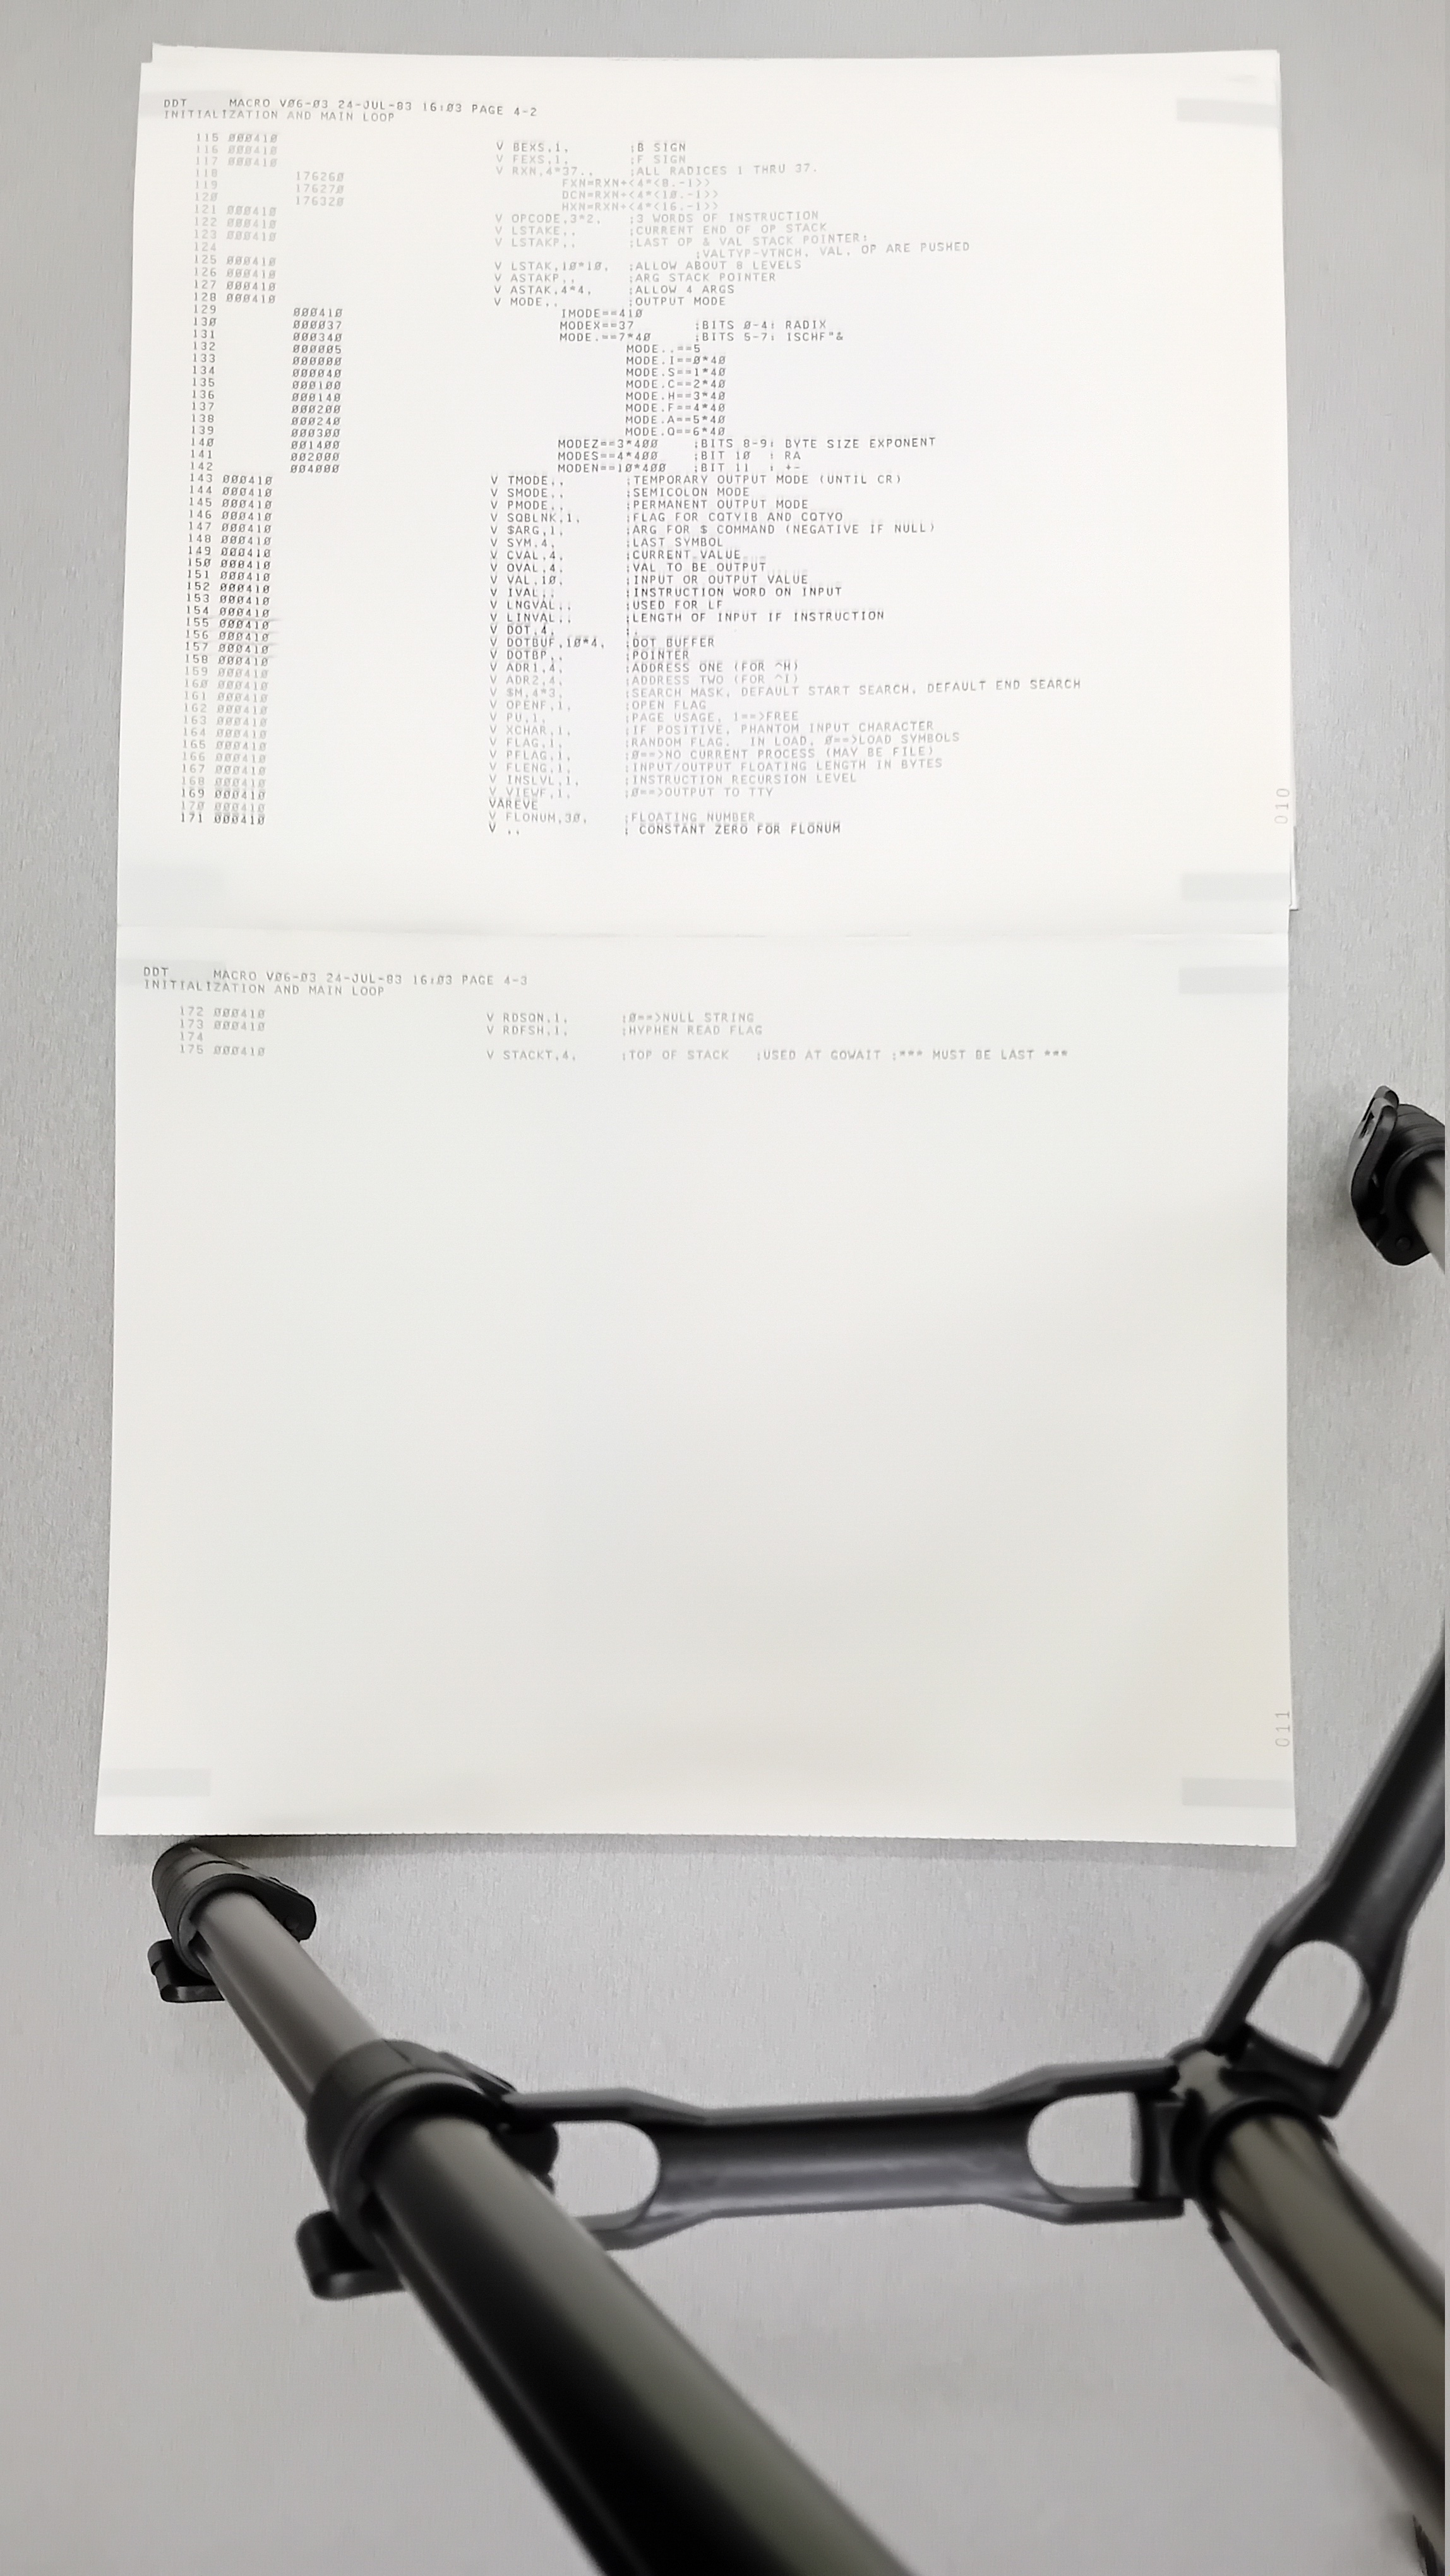 DDT MACRO VØ6-Ø3 24-JUL-83 16:Ø3 PAGE 4-2
INITIALIZATION AND MAIN LOOP
115 ØØØ41Ø V BEXS,1, ;B SIGN
116 ØØØ41Ø V FEXS,1, ;F SIGN
117 ØØØ41Ø V RXN,4*37., ;ALL RADICES 1 THRU 37.
118 17626Ø FXN=RXN+<4*<8.-1>>
119 17627Ø DCN=RXN+<4*<1Ø.-1>>
12Ø 17632Ø HXN=RXN+<4*<16.-1>>
121 ØØØ41Ø V OPCODE,3*2, ;3 WORDS OF INSTRUCTION
122 ØØØ41Ø V LSTAKE,, ;CURRENT END OF OP STACK
123 ØØØ41Ø V LSTAKP,, ;LAST OP & VAL STACK POINTER:
124 ;VALTYP-VTNCH, VAL, OP ARE PUSHED
125 ØØØ41Ø V LSTAK,1Ø*1Ø, ;ALLOW ABOUT 8 LEVELS
126 ØØØ41Ø V ASTAKP,, ;ARG STACK POINTER
127 ØØØ41Ø V ASTAK,4*4, ;ALLOW 4 ARGS
128 ØØØ41Ø V MODE,, ;OUTPUT MODE
129 ØØØ41Ø IMODE==41Ø
13Ø ØØØØ37 MODEX==37 ;BITS Ø-4: RADIX
131 ØØØ34Ø MODE.==7*4Ø ;BITS 5-7: ISCHF"&
132 ØØØØØ5 MODE..==5
133 ØØØØØØ MODE.I==Ø*4Ø
134 ØØØØ4Ø MODE.S==1*4Ø
135 ØØØ1ØØ MODE.C==2*4Ø
136 ØØØ14Ø MODE.H==3*4Ø
137 ØØØ2ØØ MODE.F==4*4Ø
138 ØØØ24Ø MODE.A==5*4Ø
139 ØØØ3ØØ MODE.Q==6*4Ø
14Ø ØØ14ØØ MODEZ==3*4ØØ ;BITS 8-9: BYTE SIZE EXPONENT
141 ØØ2ØØØ MODES==4*4ØØ ;BIT 1Ø : RA
142 ØØ4ØØØ MODEN==1Ø*4ØØ ;BIT 11 : +-
143 ØØØ41Ø V TMODE,, ;TEMPORARY OUTPUT MODE (UNTIL CR)
144 ØØØ41Ø V SMODE,, ;SEMICOLON MODE
145 ØØØ41Ø V PMODE,, ;PERMANENT OUTPUT MODE
146 ØØØ41Ø V SQBLNK,1, ;FLAG FOR CQTYIB AND CQTYO
147 ØØØ41Ø V $ARG,1, ;ARG FOR $ COMMAND (NEGATIVE IF NULL)
148 ØØØ41Ø V SYM,4, ;LAST SYMBOL
149 ØØØ41Ø V CVAL,4, ;CURRENT VALUE
15Ø ØØØ41Ø V OVAL,4, ;VAL TO BE OUTPUT
151 ØØØ41Ø V VAL,1Ø, ;INPUT OR OUTPUT VALUE
152 ØØØ41Ø V IVAL,, ;INSTRUCTION WORD ON INPUT
153 ØØØ41Ø V LNGVAL,, ;USED FOR LF
154 ØØØ41Ø V LINVAL,, ;LENGTH OF INPUT IF INSTRUCTION
155 ØØØ41Ø V DOT,4, ;.
156 ØØØ41Ø V DOTBUF,1Ø*4, ;DOT BUFFER
157 ØØØ41Ø V DOTBP,, ;POINTER
158 ØØØ41Ø V ADR1,4, ;ADDRESS ONE (FOR ^H)
159 ØØØ41Ø V ADR2,4, ;ADDRESS TWO (FOR ^I)
16Ø ØØØ41Ø V $M,4*3, ;SEARCH MASK, DEFAULT START SEARCH, DEFAULT END SEARCH
161 ØØØ41Ø V OPENF,1, ;OPEN FLAG
162 ØØØ41Ø V PU,1, ;PAGE USAGE, 1==>FREE
163 ØØØ41Ø V XCHAR,1, ;IF POSITIVE, PHANTOM INPUT CHARACTER
164 ØØØ41Ø V FLAG,1, ;RANDOM FLAG. IN LOAD, Ø==>LOAD SYMBOLS
165 ØØØ41Ø V PFLAG,1, ;Ø==>NO CURRENT PROCESS (MAY BE FILE)
166 ØØØ41Ø V FLENG,1, ;INPUT/OUTPUT FLOATING LENGTH IN BYTES
167 ØØØ41Ø V INSLVL,1, ;INSTRUCTION RECURSION LEVEL
168 ØØØ41Ø V VIEWF,1, ;Ø==>OUTPUT TO TTY
169 ØØØ41Ø VAREVE
17Ø ØØØ41Ø V FLONUM,3Ø, ;FLOATING NUMBER
171 ØØØ41Ø V ,, ; CONSTANT ZERO FOR FLONUM
010
DDT MACRO VØ6-Ø3 24-JUL-83 16:Ø3 PAGE 4-3
INITIALIZATION AND MAIN LOOP
172 ØØØ41Ø V RDSQN,1, ;Ø==>NULL STRING
173 ØØØ41Ø V RDFSH,1, ;HYPHEN READ FLAG
174
175 ØØØ41Ø V STACKT,4, ;TOP OF STACK ;USED AT GOWAIT ;*** MUST BE LAST ***
011